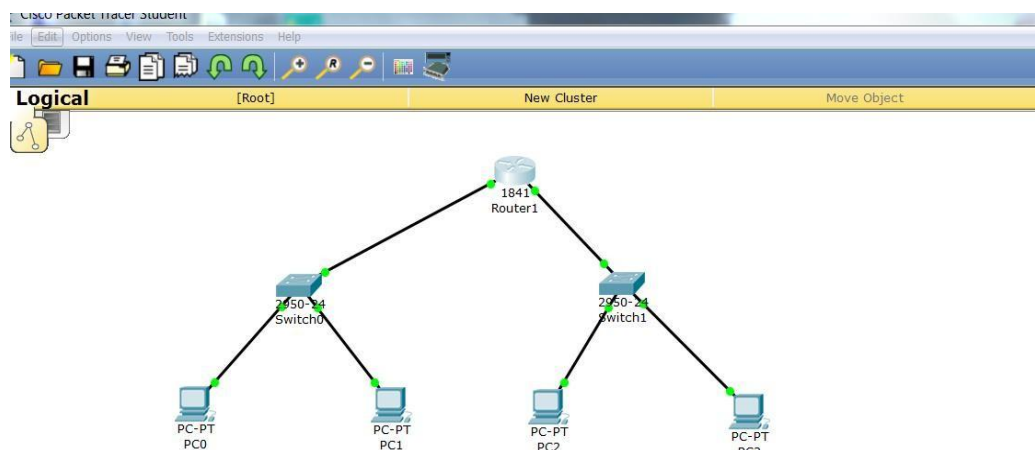 Cisco Packet Tracer Student
File Edit Options View Tools Extensions Help
Logical [Root] New Cluster Move Object
1841
Router1
2950-24
Switch0
2950-24
Switch1
PC-PT
PC0
PC-PT
PC1
PC-PT
PC2
PC-PT